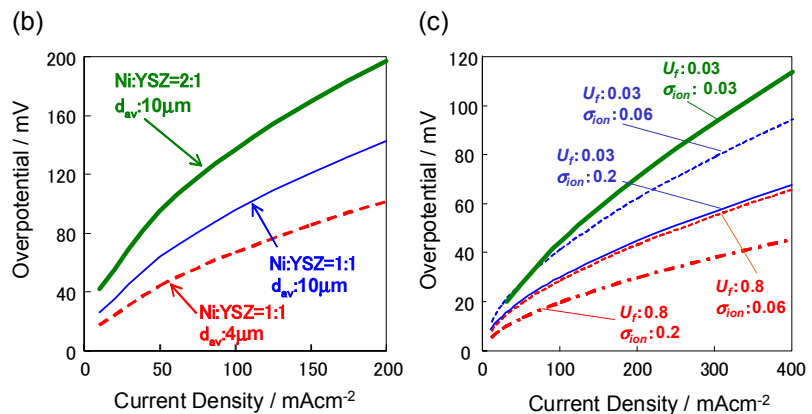 (b)
200
160
120
80
40
0
Overpotential / mV
Ni:YSZ=2:1
dav:10μm
Ni:YSZ=1:1
dav:10μm
Ni:YSZ=1:1
dav:4μm
0 50 100 150 200
Current Density / mAcm-2
(c)
120
100
80
60
40
20
0
Overpotential / mV
Uf:0.03
σion:0.03
Uf:0.03
σion:0.06
Uf:0.03
σion:0.2
Uf:0.8
σion:0.06
Uf:0.8
σion:0.2
0 100 200 300 400
Current Density / mAcm-2